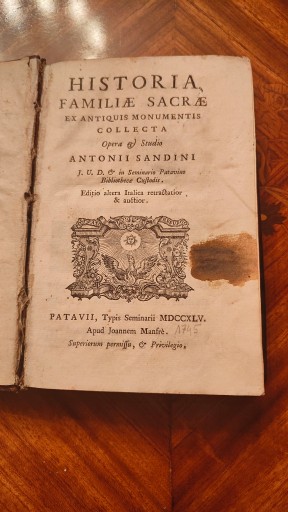 HISTORIA
FAMILIÆ SACRÆ
EX ANTIQUIS MONUMENTIS
COLLECTA
Operâ & Studio
ANTONII SANDINI
J. U. D. & in Seminario Patavino
Bibliothecæ Custodis.
Editio altera Italica retractatior
& auctior.
PATAVII, Typis Seminarii MDCCXLV.
Apud Joannem Manfrè. 1745
Superiorum permissu, & Privilegio,